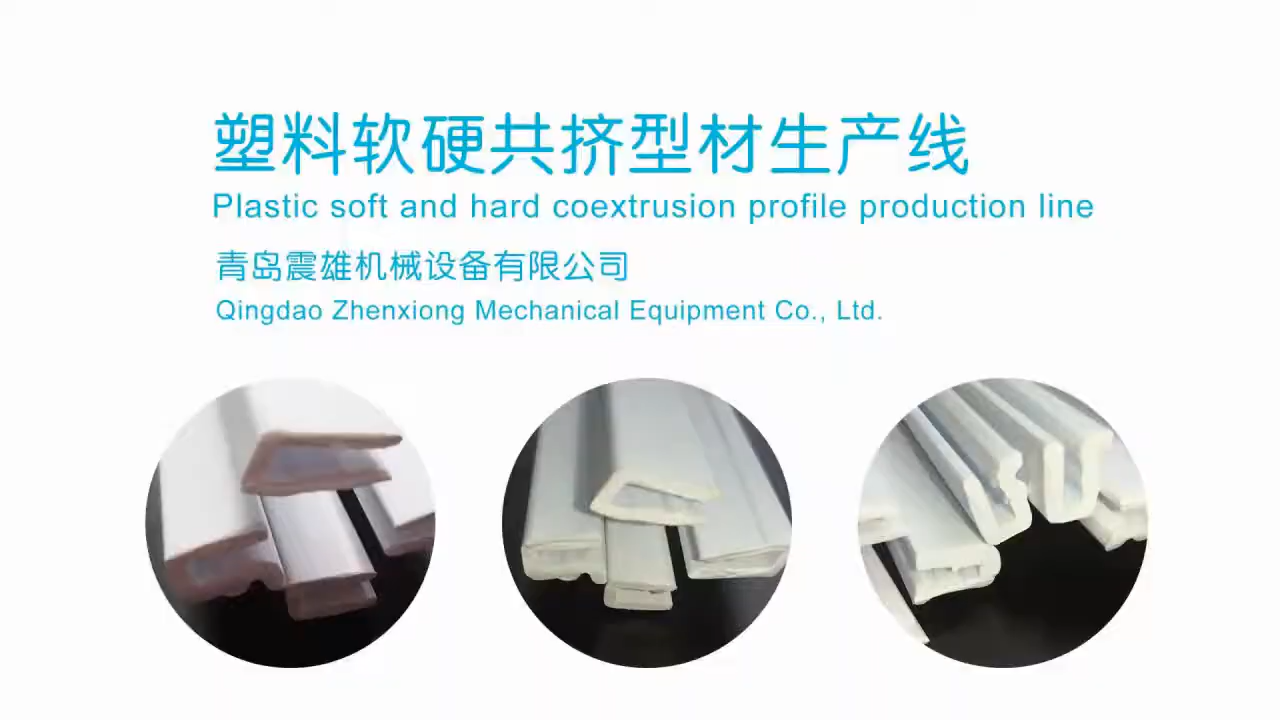 塑料软硬共挤型材生产线
Plastic soft and hard coextrusion profile production line
青岛震雄机械设备有限公司
Qingdao Zhenxiong Mechanical Equipment Co., Ltd.